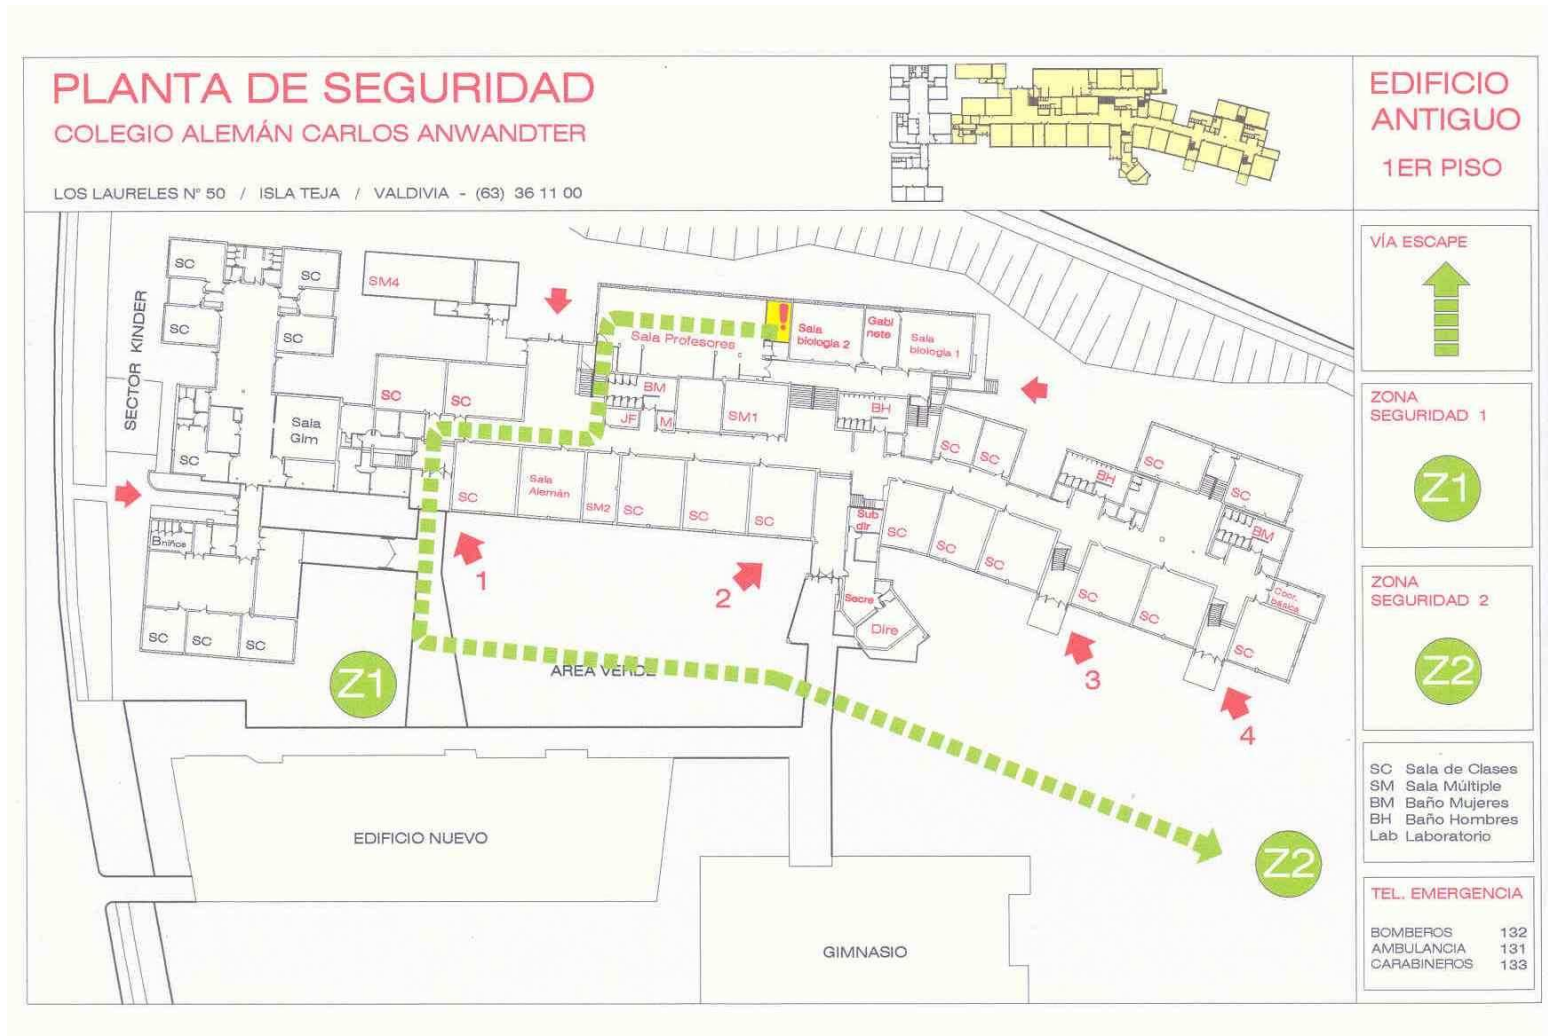 PLANTA DE SEGURIDAD
COLEGIO ALEMÁN CARLOS ANWANDTER
LOS LAURELES N° 50 / ISLA TEJA / VALDIVIA - (63) 36 11 00
EDIFICIO
ANTIGUO
1ER PISO
VÍA ESCAPE
ZONA
SEGURIDAD 1
Z1
ZONA
SEGURIDAD 2
Z2
SC Sala de Clases
SM Sala Múltiple
BM Baño Mujeres
BH Baño Hombres
Lab Laboratorio
TEL. EMERGENCIA
BOMBEROS 132
AMBULANCIA 131
CARABINEROS 133
SECTOR KINDER
SC
SC
SC
SC
SM4
!
Sala
biologia 2
Gabi
nete
Sala
biologia 1
Sala Profesores
SC
SC
BM
JF
M
SM1
BH
Sala
Gim
SC
SC
SC
SC
Sala
Alemán
SM2
SC
SC
SC
Sub
dir
SC
SC
SC
BH
SC
SC
BM
SC
SC
Coor.
básica
SC
B niños
SC
SC
SC
Secre
Dire
1
2
3
4
Z1
AREA VERDE
Z2
EDIFICIO NUEVO
GIMNASIO